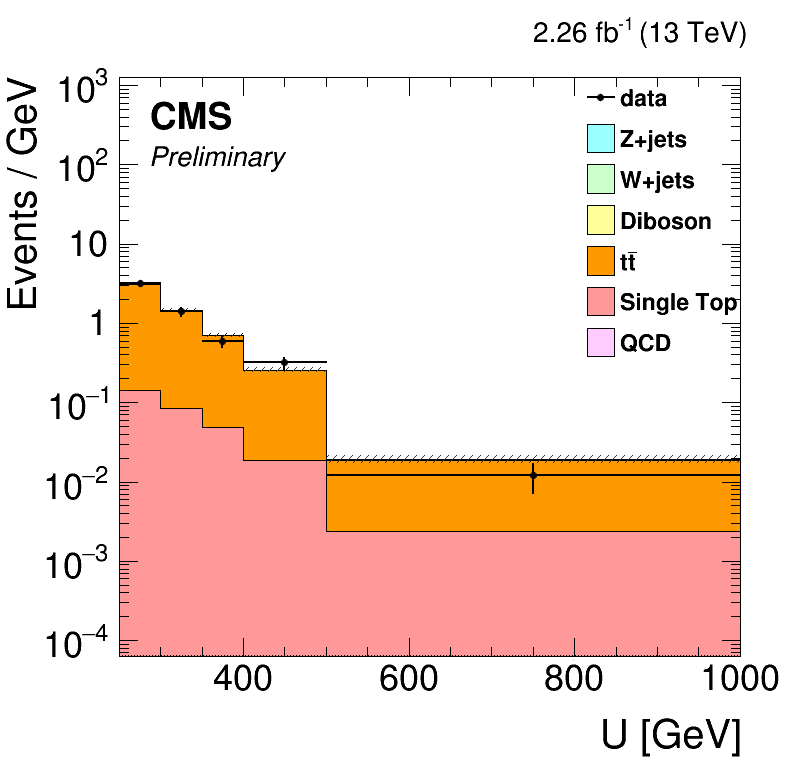 2.26 fb⁻¹ (13 TeV)
Events / GeV
CMS
Preliminary
data
Z+jets
W+jets
Diboson
tt̄
Single Top
QCD
10³
10²
10
1
10⁻¹
10⁻²
10⁻³
10⁻⁴
400 600 800 1000
U [GeV]